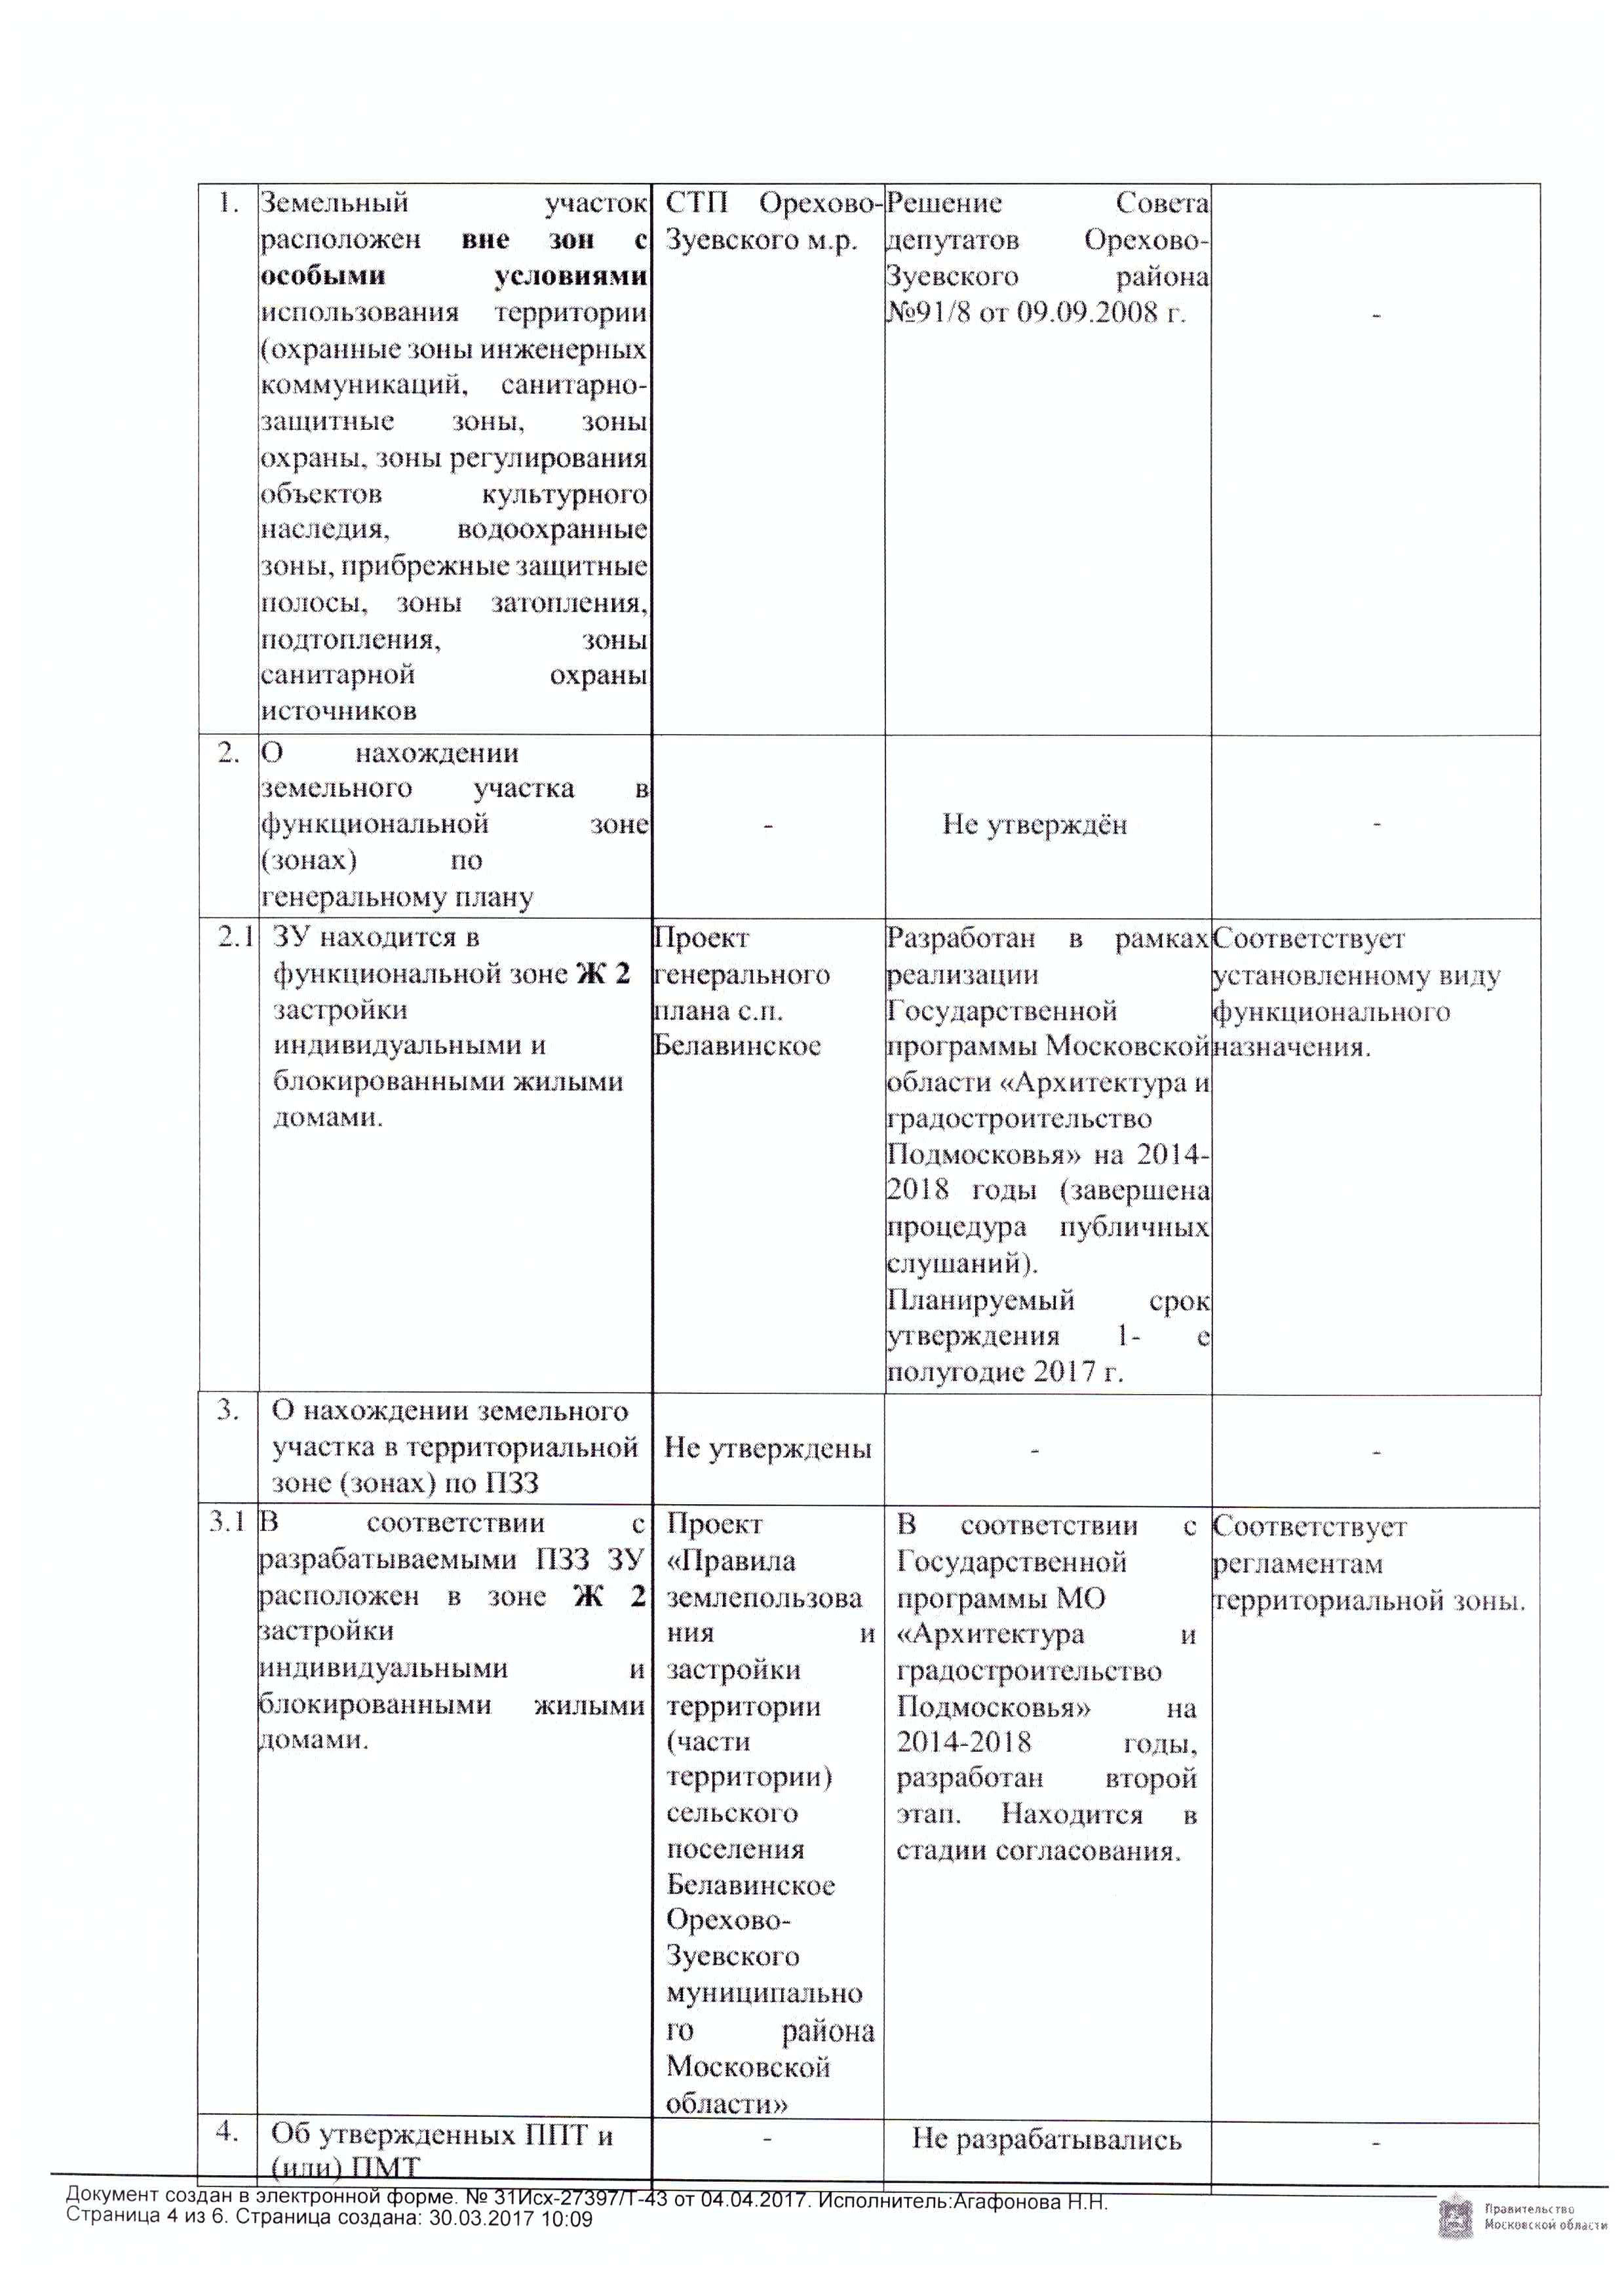 1.
Земельный участок
расположен вне зон с
особыми условиями
использования территории
(охранные зоны инженерных
коммуникаций, санитарно-
защитные зоны, зоны
охраны, зоны регулирования
объектов культурного
наследия, водоохранные
зоны, прибрежные защитные
полосы, зоны затопления,
подтопления, зоны
санитарной охраны
источников
СТП Орехово-
Зуевского м.р.
Решение Совета
депутатов Орехово-
Зуевского района
№91/8 от 09.09.2008 г.
-
2.
О нахождении
земельного участка в
функциональной зоне
(зонах) по
генеральному плану
-
Не утверждён
-
2.1
ЗУ находится в
функциональной зоне Ж 2
застройки
индивидуальными и
блокированными жилыми
домами.
Проект
генерального
плана с.п.
Белавинское
Разработан в рамках
реализации
Государственной
программы Московской
области «Архитектура и
градостроительство
Подмосковья» на 2014-
2018 годы (завершена
процедура публичных
слушаний).
Планируемый срок
утверждения 1- е
полугодие 2017 г.
Соответствует
установленному виду
функционального
назначения.
3.
О нахождении земельного
участка в территориальной
зоне (зонах) по ПЗЗ
Не утверждены
-
-
3.1
В соответствии с
разрабатываемыми ПЗЗ ЗУ
расположен в зоне Ж 2
застройки
индивидуальными и
блокированными жилыми
домами.
Проект
«Правила
землепользова
ния и
застройки
территории
(части
территории)
сельского
поселения
Белавинское
Орехово-
Зуевского
муниципально
го района
Московской
области»
В соответствии с
Государственной
программы МО
«Архитектура и
градостроительство
Подмосковья» на
2014-2018 годы,
разработан второй
этап. Находится в
стадии согласования.
Соответствует
регламентам
территориальной зоны.
4.
Об утвержденных ППТ и
(или) ПМТ
-
Не разрабатывались
-
Документ создан в электронной форме. № 31Исх-27397/Т-43 от 04.04.2017. Исполнитель:Агафонова Н.Н.
Страница 4 из 6. Страница создана: 30.03.2017 10:09
Правительство
Московской области